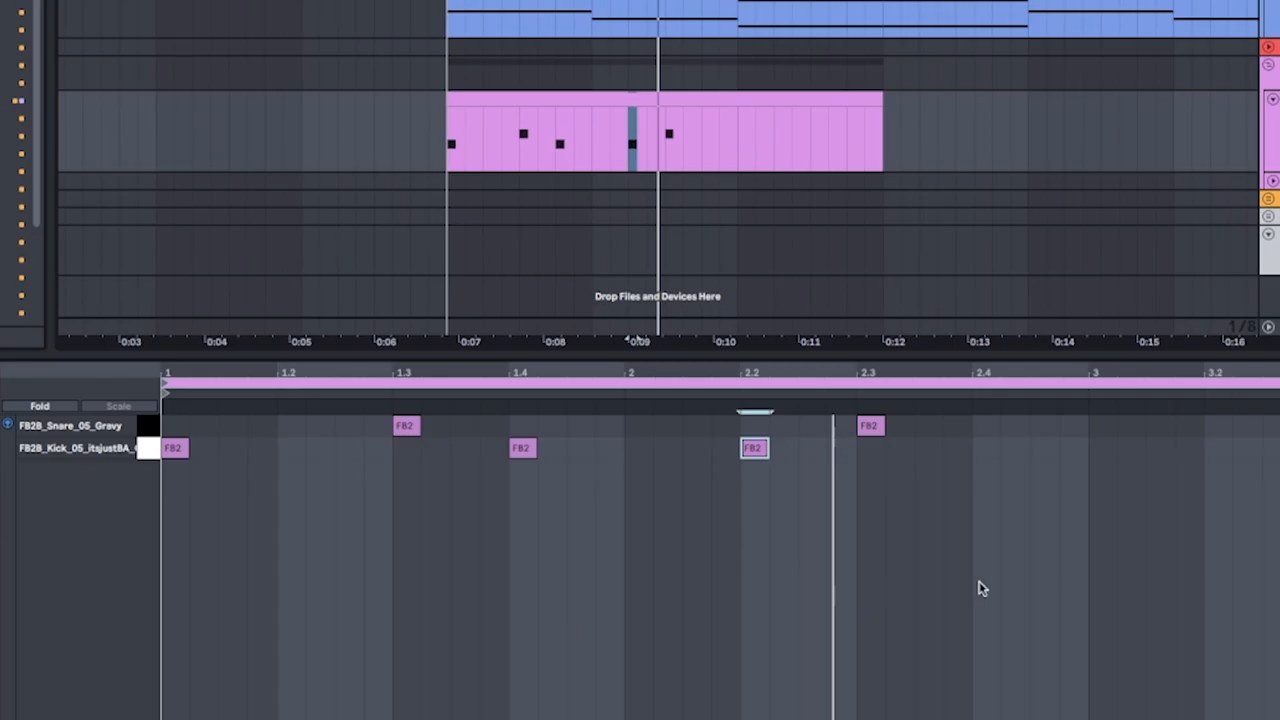 Drop Files and Devices Here
1/8
0:03 0:04 0:05 0:06 0:07 0:08 0:09 0:10 0:11 0:12 0:13 0:14 0:15 0:16
1 1.2 1.3 1.4 2 2.2 2.3 2.4 3 3.2
Fold Scale
FB2B_Snare_05_Gravy FB2 FB2
FB2B_Kick_05_itsjustBA_ FB2 FB2 FB2